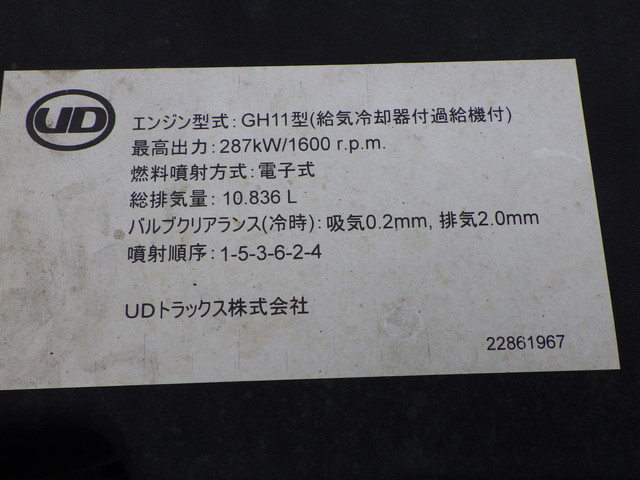 UD
エンジン型式: GH11型(給気冷却器付過給機付)
最高出力: 287kW/1600 r.p.m.
燃料噴射方式: 電子式
総排気量: 10.836 L
バルブクリアランス(冷時): 吸気0.2mm, 排気2.0mm
噴射順序: 1-5-3-6-2-4
UDトラックス株式会社
22861967